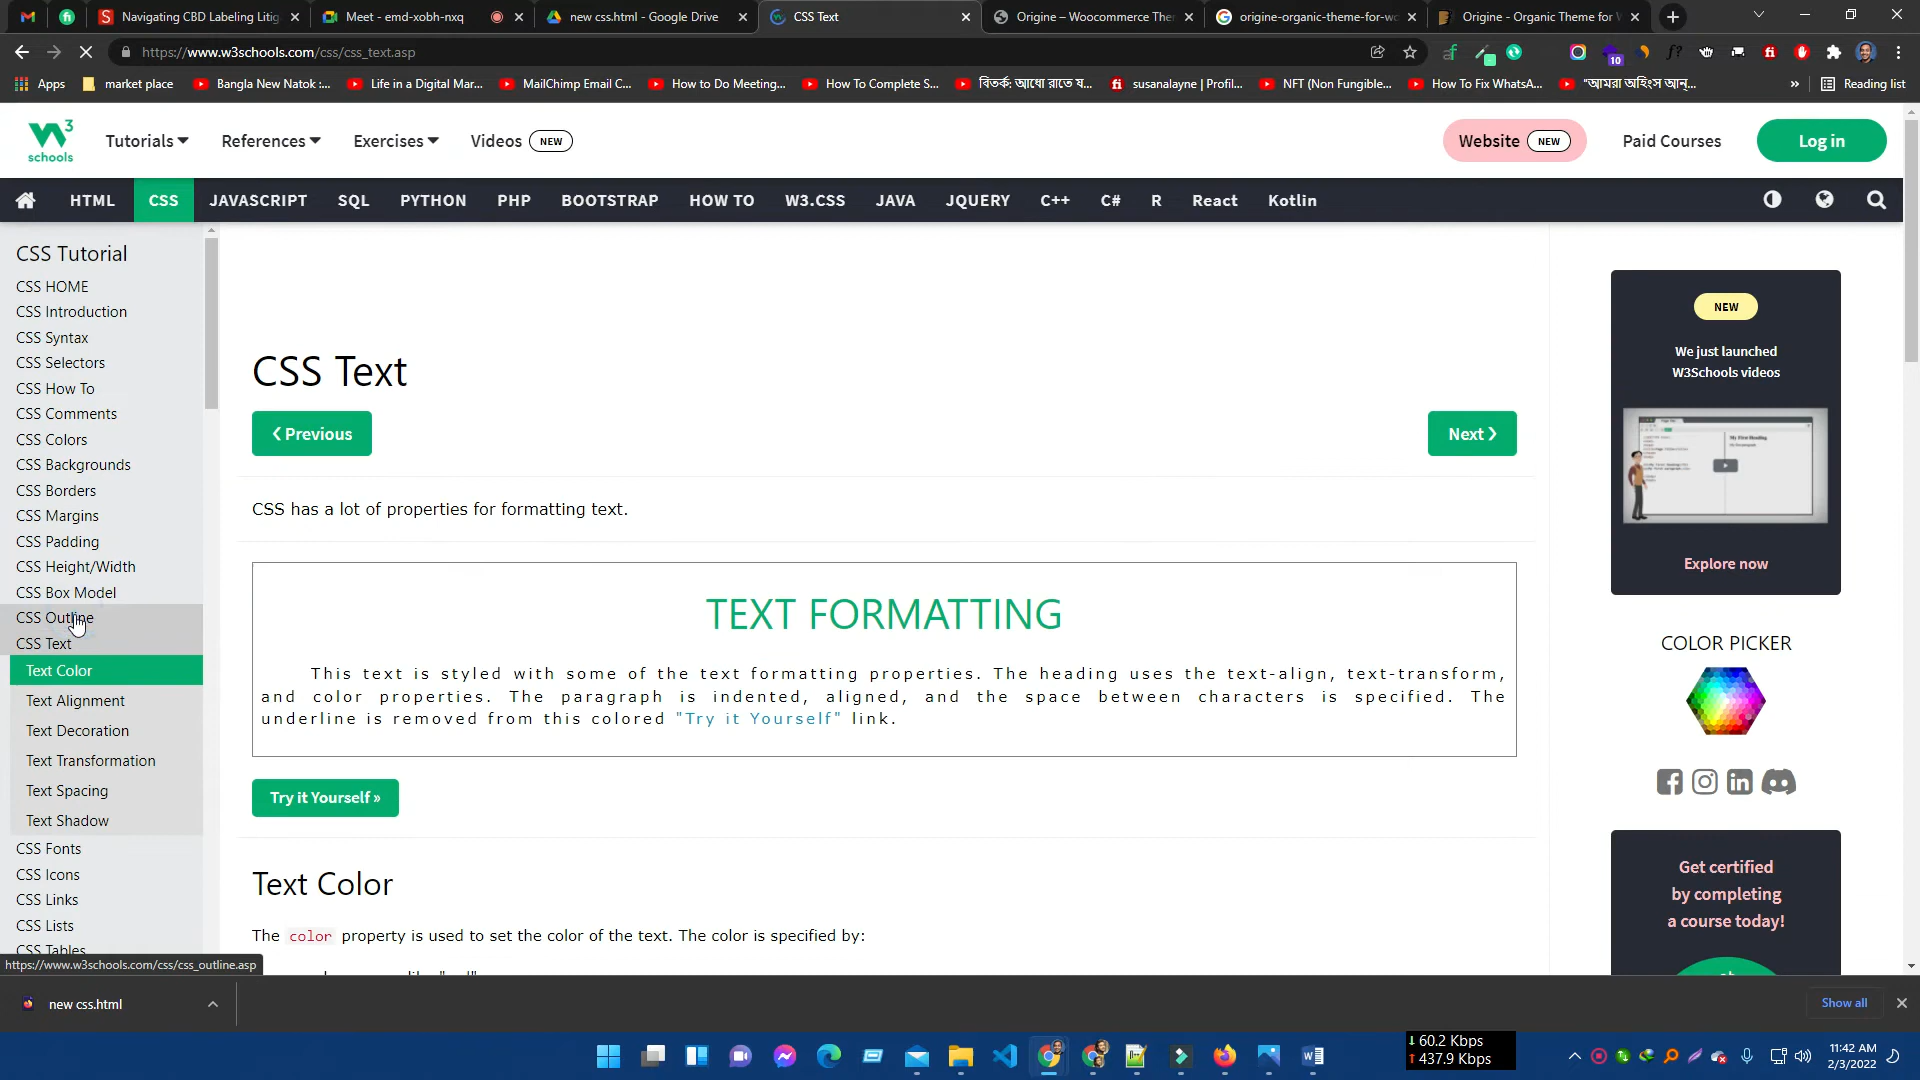 Navigating CBD Labeling Litig
Meet - emd-xobh-nxq
new css.html - Google Drive
CSS Text
Origine – Woocommerce The
origine-organic-theme-for-wo
Origine - Organic Theme for
https://www.w3schools.com/css/css_text.asp
10
Apps
market place
Bangla New Natok :...
Life in a Digital Mar...
MailChimp Email C...
How to Do Meeting...
How To Complete S...
বিতর্ক: আধো রাতে য...
susanalayne | Profil...
NFT (Non Fungible...
How To Fix WhatsA...
"আমরা অহিংস আন্...
»
Reading list
W3 schools
Tutorials
References
Exercises
Videos NEW
Website NEW
Paid Courses
Log in
HTML
CSS
JAVASCRIPT
SQL
PYTHON
PHP
BOOTSTRAP
HOW TO
W3.CSS
JAVA
JQUERY
C++
C#
R
React
Kotlin
CSS Tutorial
CSS HOME
CSS Introduction
CSS Syntax
CSS Selectors
CSS How To
CSS Comments
CSS Colors
CSS Backgrounds
CSS Borders
CSS Margins
CSS Padding
CSS Height/Width
CSS Box Model
CSS Outline
CSS Text
Text Color
Text Alignment
Text Decoration
Text Transformation
Text Spacing
Text Shadow
CSS Fonts
CSS Icons
CSS Links
CSS Lists
CSS Tables
https://www.w3schools.com/css/css_outline.asp
CSS Text
❮ Previous
Next ❯
CSS has a lot of properties for formatting text.
TEXT FORMATTING
This text is styled with some of the text formatting properties. The heading uses the text-align, text-transform,
and color properties. The paragraph is indented, aligned, and the space between characters is specified. The
underline is removed from this colored "Try it Yourself" link.
Try it Yourself »
Text Color
The color property is used to set the color of the text. The color is specified by:
NEW
We just launched
W3Schools videos
Explore now
COLOR PICKER
Get certified
by completing
a course today!
new css.html
Show all
↓ 60.2 Kbps
↑ 437.9 Kbps
11:42 AM
2/3/2022